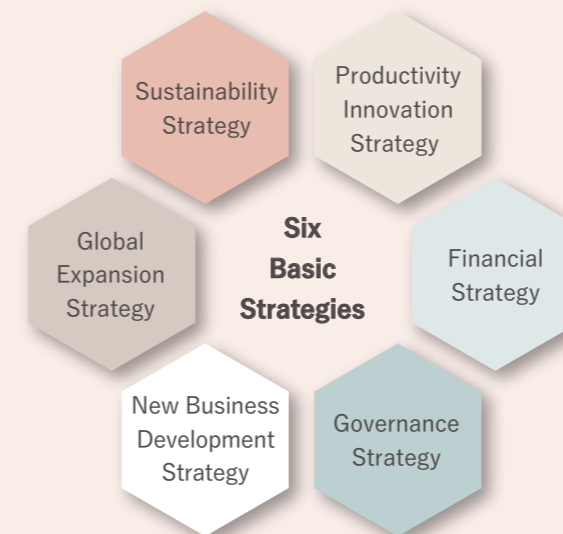 Sustainability
Strategy
Productivity
Innovation
Strategy
Global
Expansion
Strategy
Six
Basic
Strategies
Financial
Strategy
New Business
Development
Strategy
Governance
Strategy